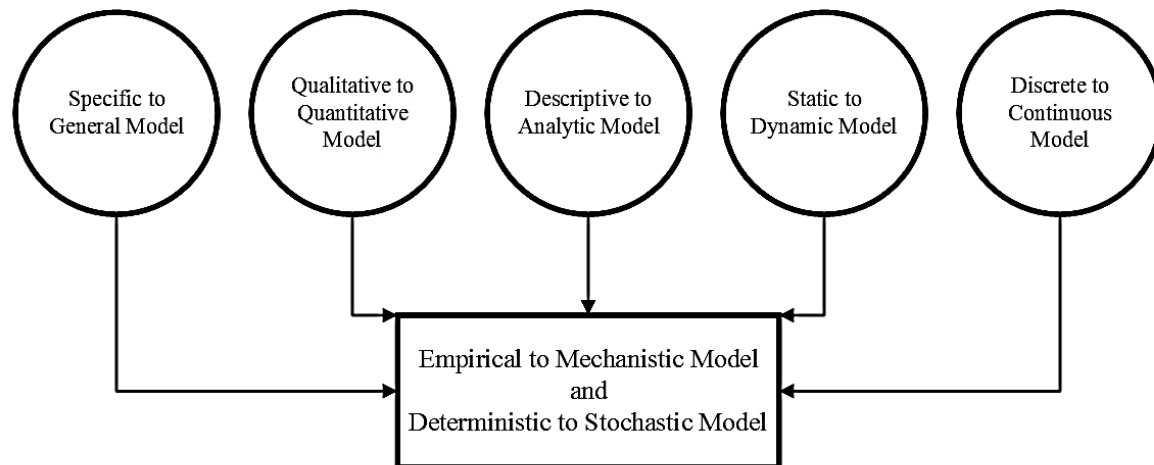 Specific to
General Model
Qualitative to
Quantitative
Model
Descriptive to
Analytic Model
Static to
Dynamic Model
Discrete to
Continuous
Model
Empirical to Mechanistic Model
and
Deterministic to Stochastic Model